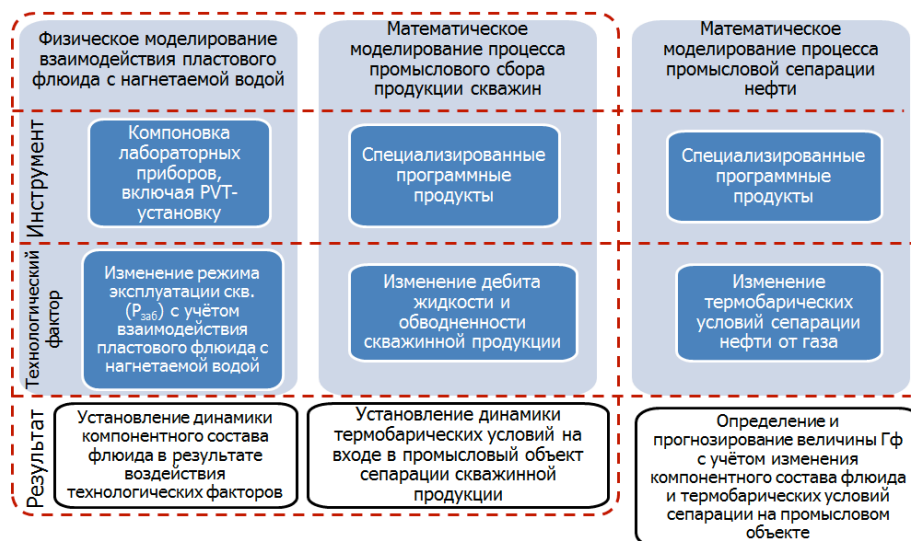 Физическое моделирование
взаимодействия пластового
флюида с нагнетаемой водой
Математическое
моделирование процесса
промыслового сбора
продукции скважин
Математическое
моделирование процесса
промысловой сепарации
нефти
Инструмент
Компоновка
лабораторных
приборов,
включая PVT-
установку
Специализированные
программные
продукты
Специализированные
программные
продукты
Технологический
фактор
Изменение режима
эксплуатации скв.
(Pзаб) с учётом
взаимодействия
пластового флюида с
нагнетаемой водой
Изменение дебита
жидкости и
обводненности
скважинной продукции
Изменение
термобарических
условий сепарации
нефти от газа
Результат
Установление динамики
компонентного состава
флюида в результате
воздействия
технологических факторов
Установление динамики
термобарических условий на
входе в промысловый объект
сепарации скважинной
продукции
Определение и
прогнозирование величины Гф
с учётом изменения
компонентного состава флюида
и термобарических условий
сепарации на промысловом
объекте